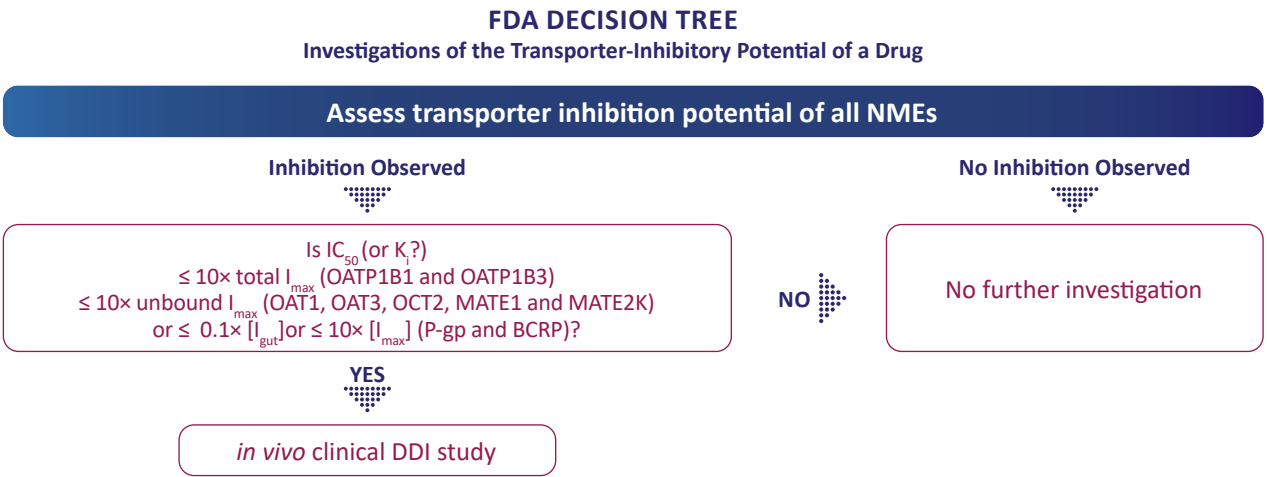 FDA DECISION TREE
Investigations of the Transporter-Inhibitory Potential of a Drug
Assess transporter inhibition potential of all NMEs
Inhibition Observed
No Inhibition Observed
Is IC50 (or Ki?)
≤ 10× total Imax (OATP1B1 and OATP1B3)
≤ 10× unbound Imax (OAT1, OAT3, OCT2, MATE1 and MATE2K)
or ≤ 0.1× [Igut]or ≤ 10× [Imax] (P-gp and BCRP)?
NO
No further investigation
YES
in vivo clinical DDI study